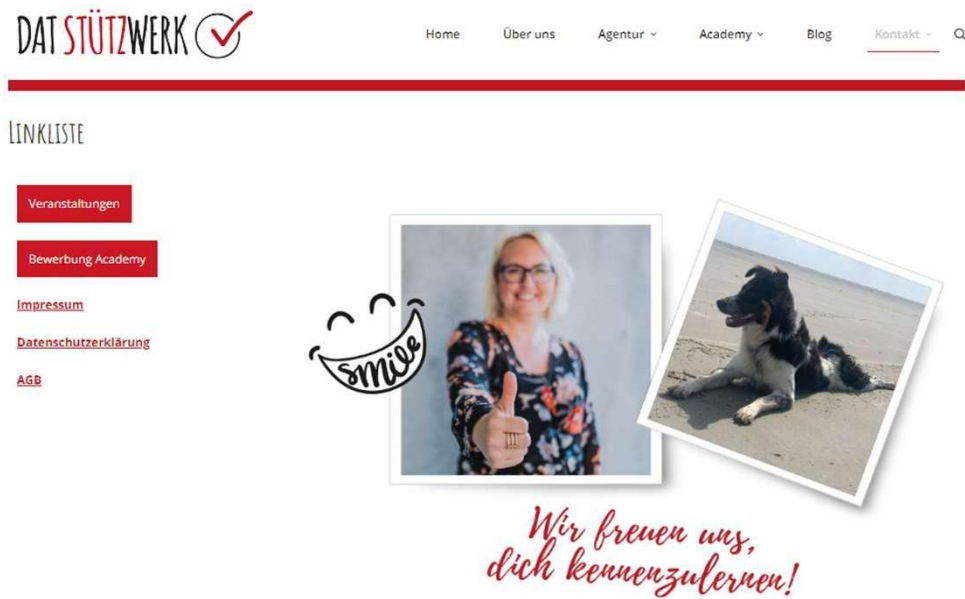 DAT STÜTZWERK
Home Über uns Agentur Academy Blog Kontakt
LINKLISTE
Veranstaltungen
Bewerbung Academy
Impressum
Datenschutzerklärung
AGB
smile
Wir freuen uns,
dich kennenzulernen!